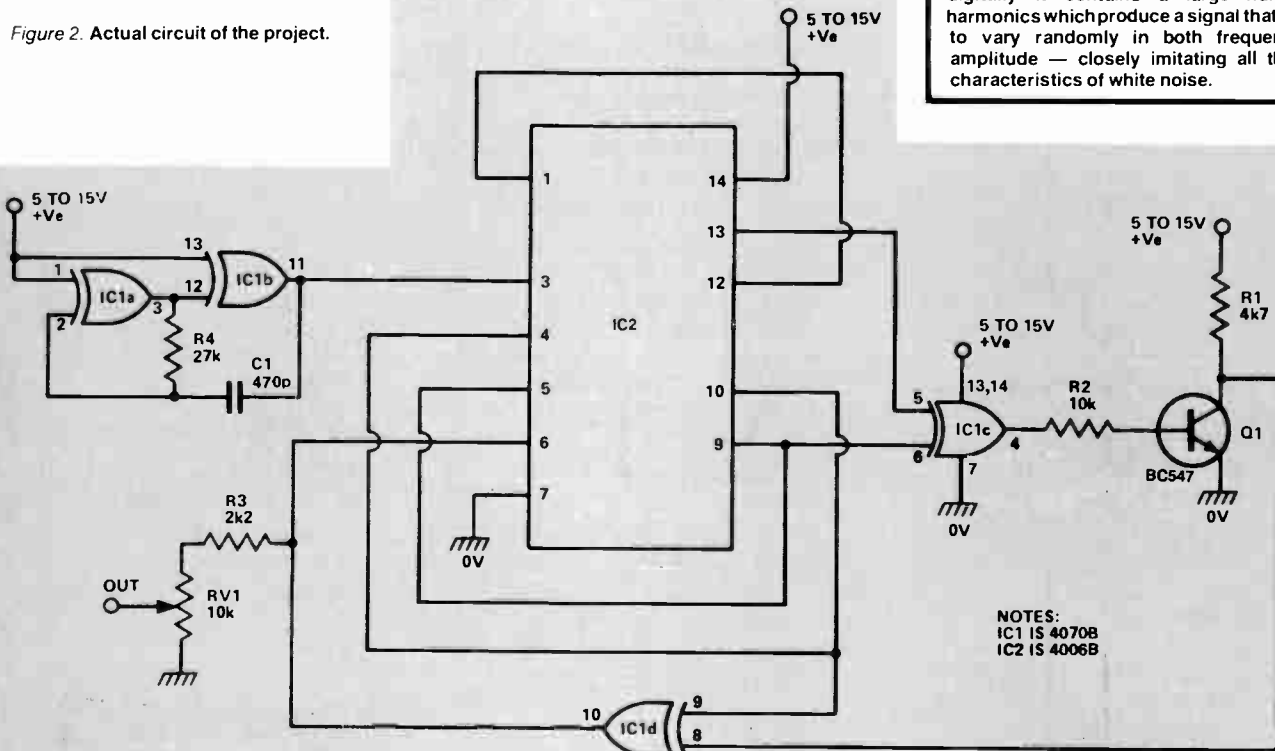 Figure 2. Actual circuit of the project.
5 TO 15V
+Ve
harmonics which produce a signal that
to vary randomly in both frequen
amplitude — closely imitating all th
characteristics of white noise.
5 TO 15V
+Ve
1
2
IC1a
3
13
12
IC1b
11
R4
27k
C1
470p
1
3
4
5
6
7
IC2
14
13
12
10
9
0V
R3
2k2
OUT
RV1
10k
5 TO 15V
+Ve
13,14
5
6
IC1c
4
7
0V
R2
10k
5 TO 15V
+Ve
R1
4k7
Q1
BC547
0V
10
IC1d
9
8
NOTES:
IC1 IS 4070B
IC2 IS 4006B